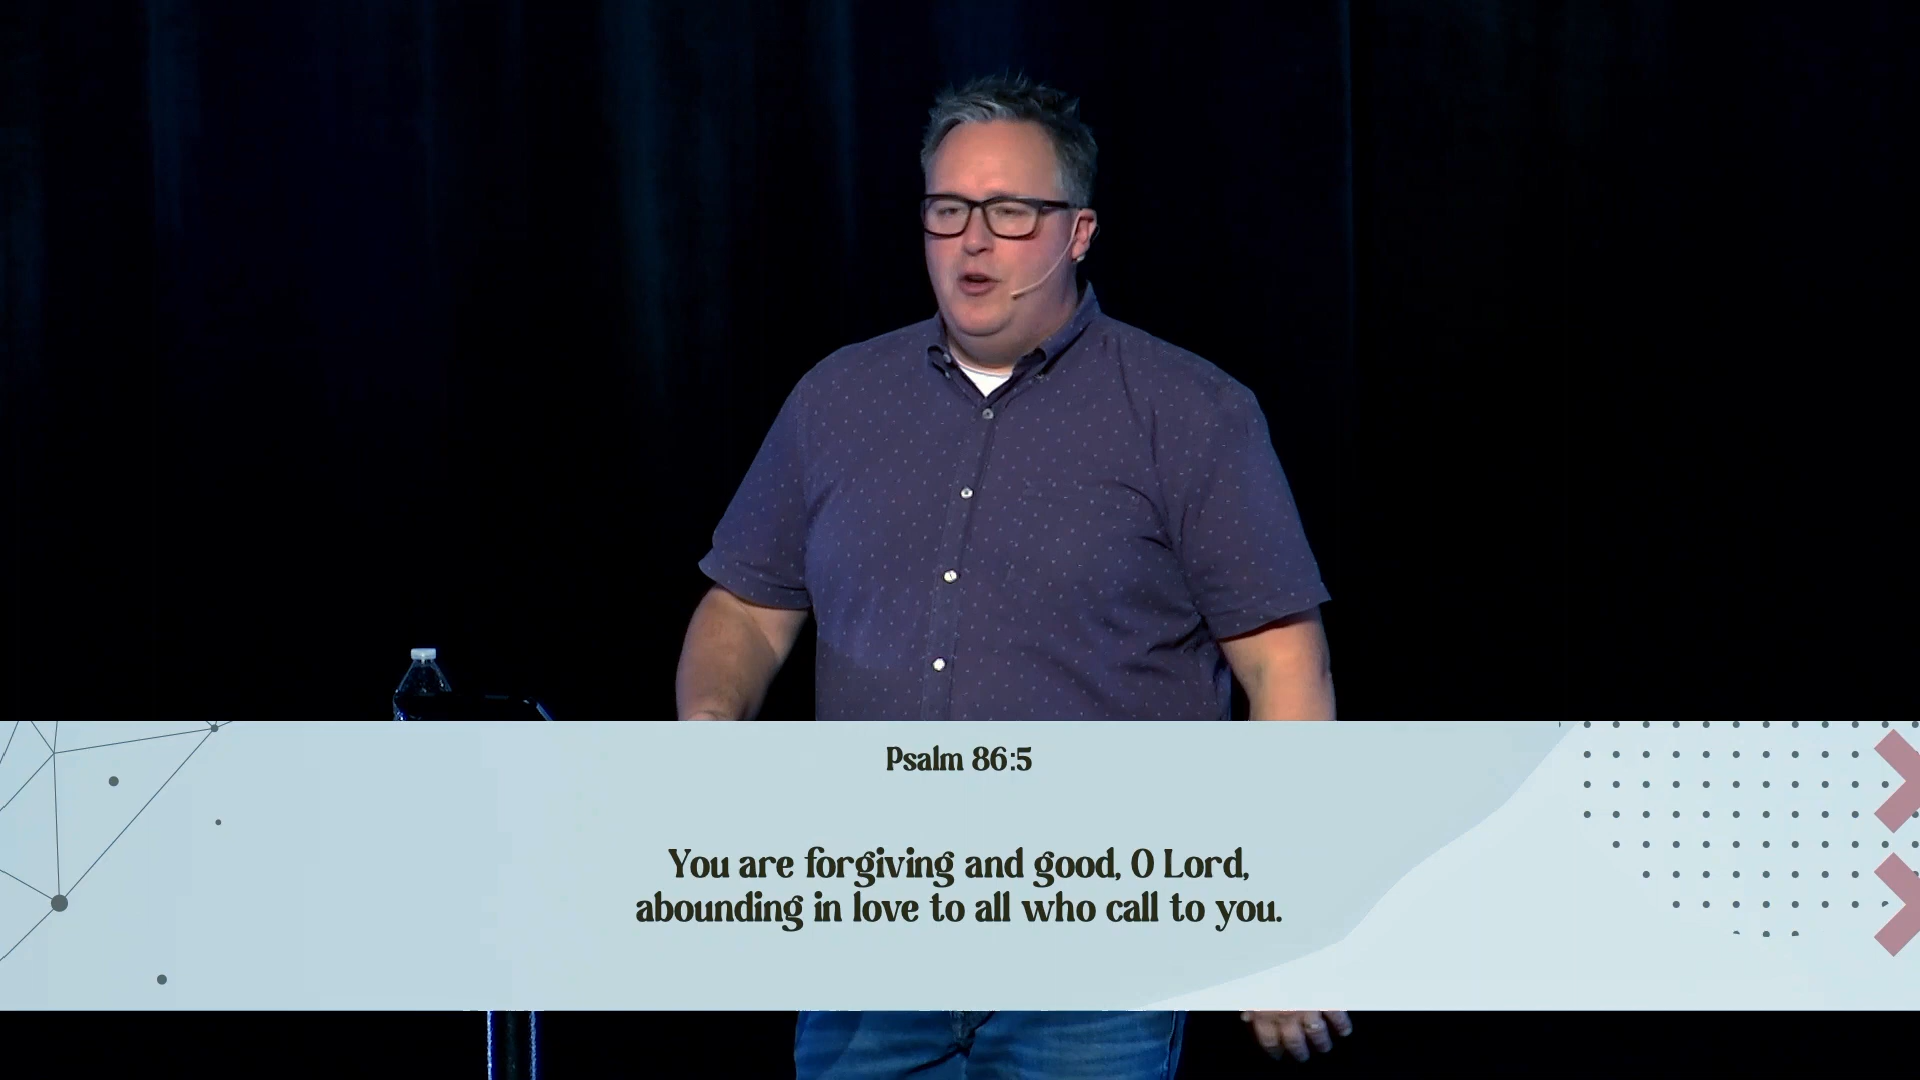 Psalm 86:5
You are forgiving and good, O Lord,
abounding in love to all who call to you.